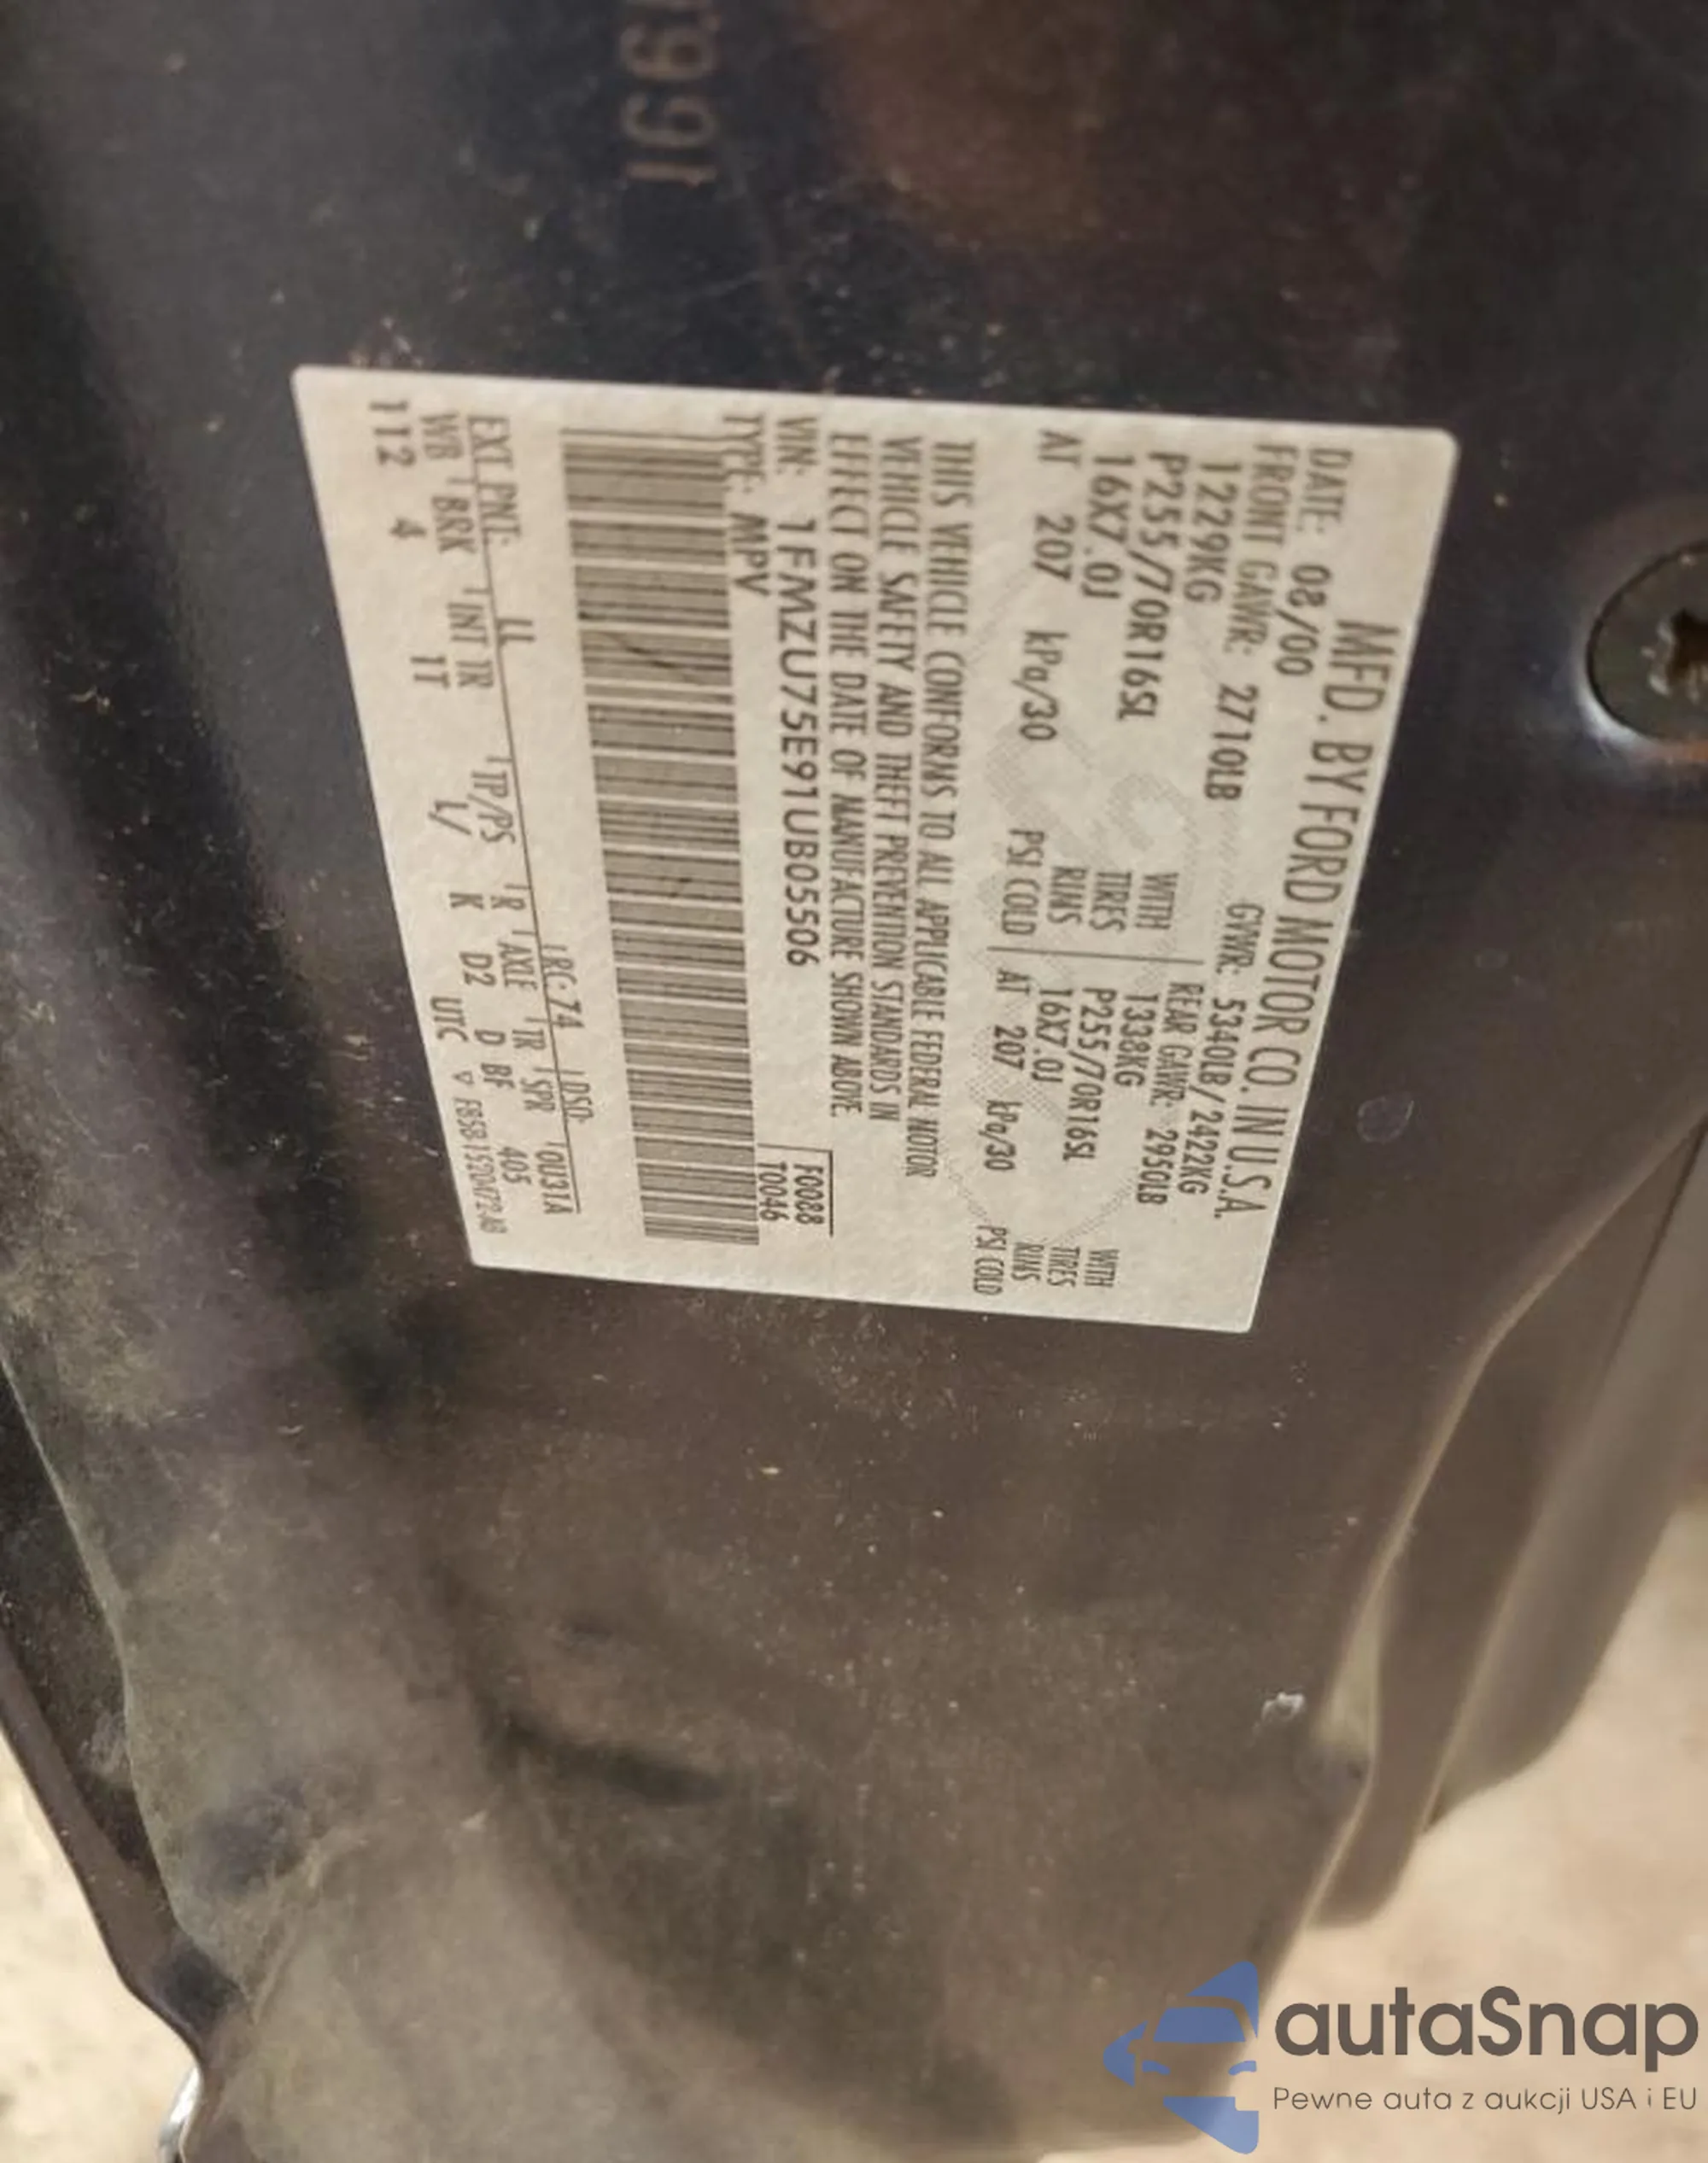 991
MFD. BY FORD MOTOR CO. IN U.S.A.
DATE: 08/00 GVWR: 5340LB/2422KG
FRONT GAWR: 2710LB REAR GAWR: 2950LB
1229KG WITH 1338KG WITH
P255/70R16SL TIRES P255/70R16SL TIRES
16X7.0J RIMS 16X7.0J RIMS
AT 207 kPa/30 PSI COLD AT 207 kPa/30 PSI COLD
THIS VEHICLE CONFORMS TO ALL APPLICABLE FEDERAL MOTOR
VEHICLE SAFETY AND THEFT PREVENTION STANDARDS IN
EFFECT ON THE DATE OF MANUFACTURE SHOWN ABOVE.
VIN: 1FMZU75E91UB05506 F0088
TYPE: MPV T0046
EXT PNT: LL RC: 74 DSO:
WB BRK INT TR TP/PS R AXLE TR SPR OU31A
112 4 1T L/ K D2 D BF 405
UTC ▽ F85B-1520472-AB
autaSnap
Pewne auta z aukcji USA i EU